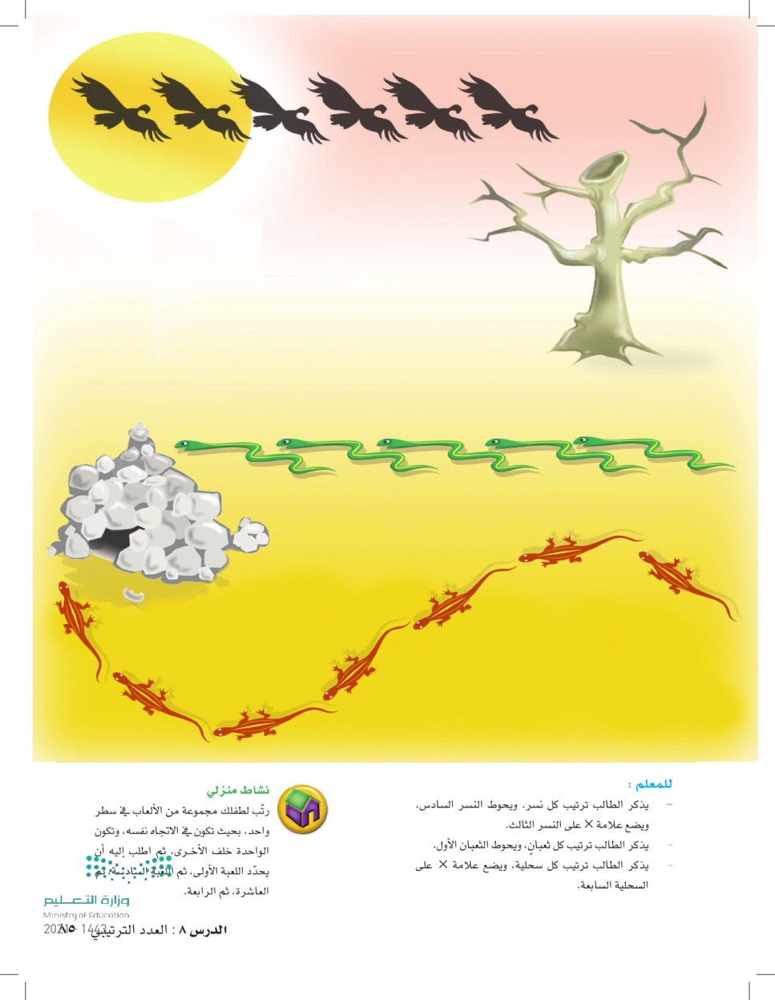 للمعلم :
– يذكر الطالب ترتيب كل نسر. ويحوط النسر السادس،
ويضع علامة × على النسر الثالث.
– يذكر الطالب ترتيب كل ثعبانٍ، ويحوط الثعبان الأول.
– يذكر الطالب ترتيب كل سحلية، ويضع علامة × على
السحلية السابعة.
نشاط منزلي
رتّب لطفلك مجموعة من الألعاب في سطر
واحد، بحيث تكون في الاتجاه نفسه، وتكون
الواحدة خلف الأخرى، ثم اطلب إليه أن
يحدّد اللعبة الأولى، ثم اللعبة السادسة، ثم
العاشرة، ثم الرابعة.
وزارة التعـــليم
Ministry of Education
2021 - 1443
الدرس ٨ : العدد الترتيبي ٨٥